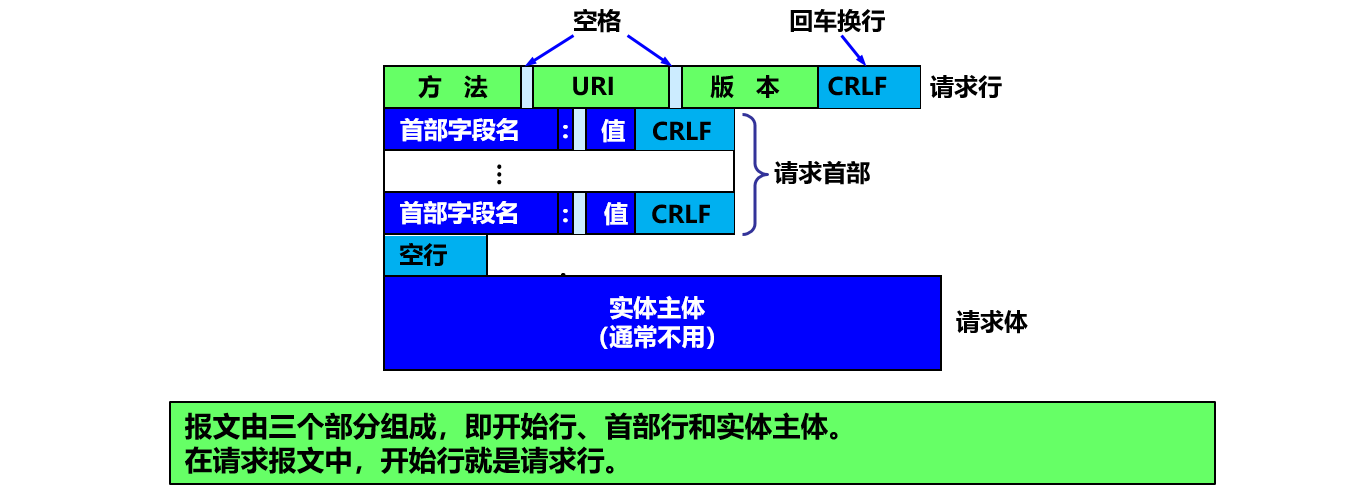 空格 回车换行
方 法 URI 版 本 CRLF 请求行
首部字段名 : 值 CRLF
⋮ 请求首部
首部字段名 : 值 CRLF
空行
实体主体
（通常不用） 请求体
报文由三个部分组成，即开始行、首部行和实体主体。
在请求报文中，开始行就是请求行。